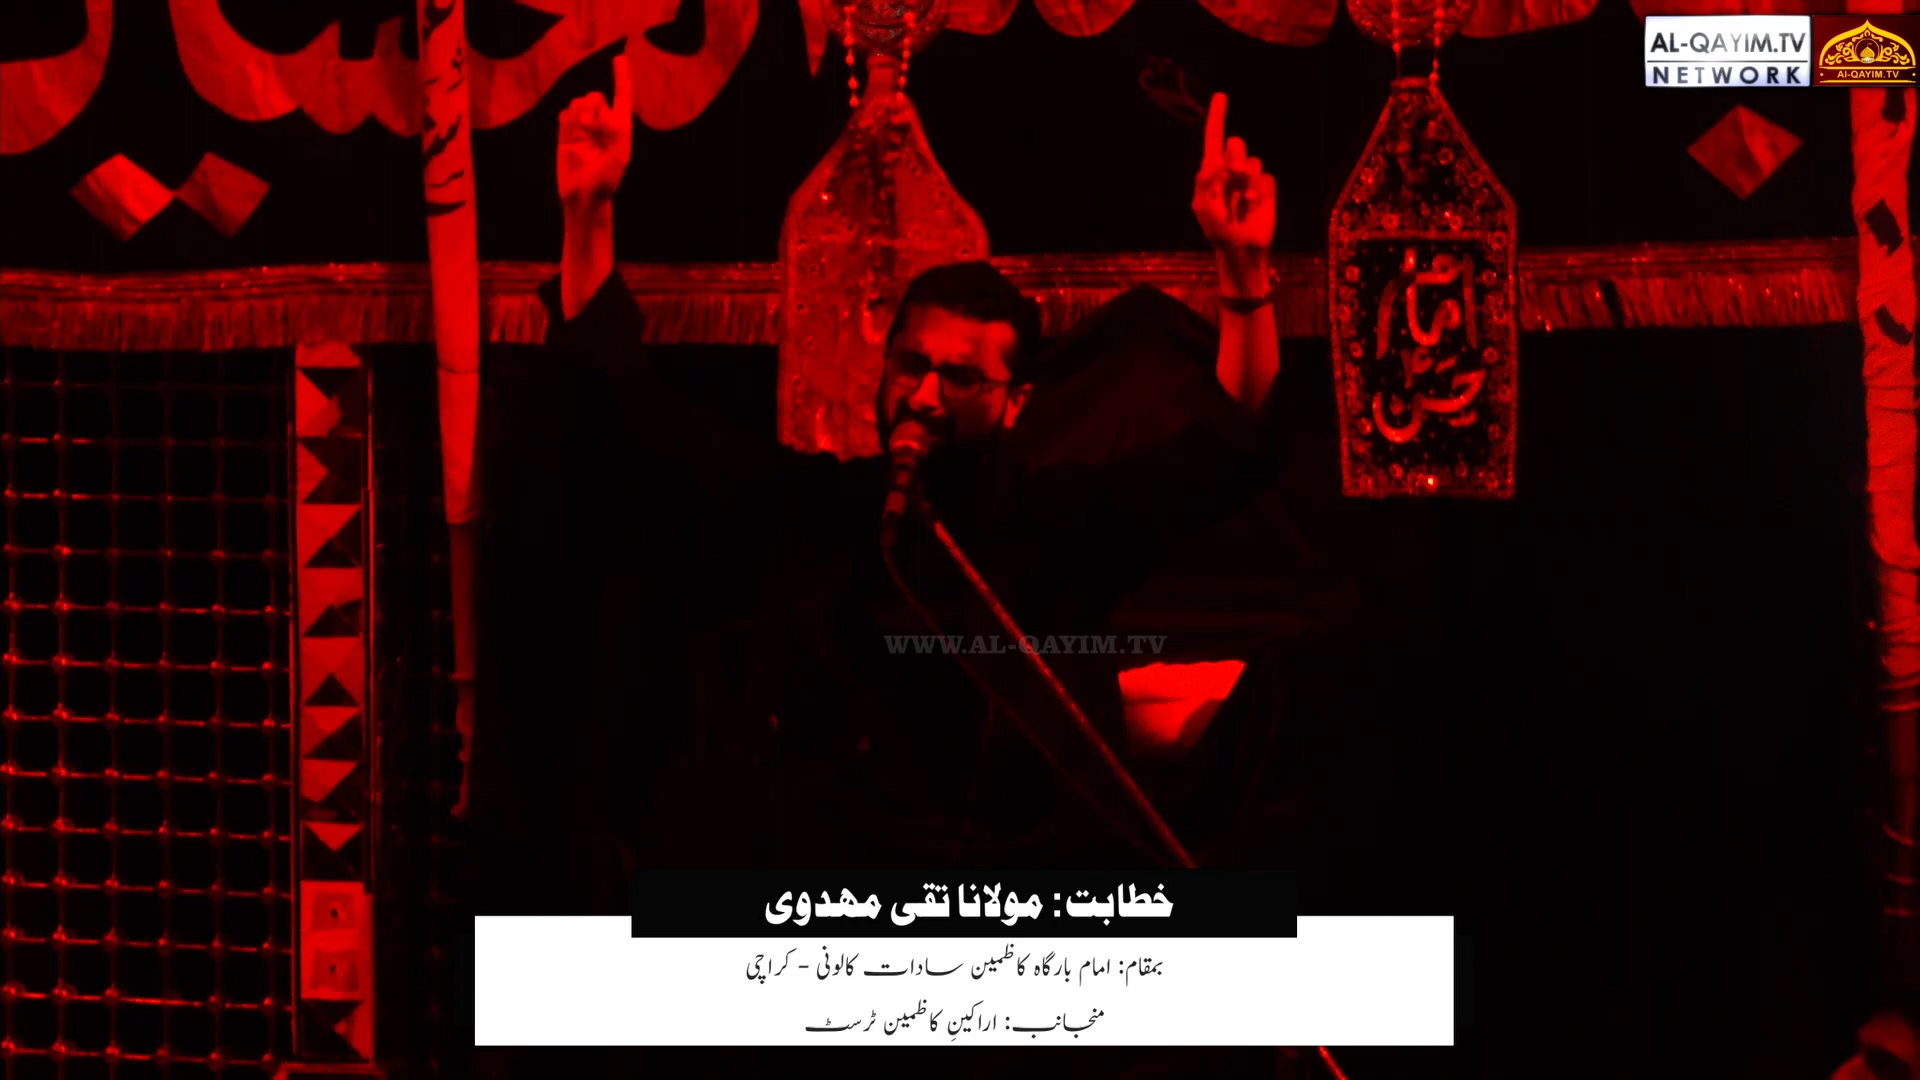 الحسین
AL-QAYIM.TV
NETWORK
Al-QAYIM.TV
امام حسن
WWW.AL-QAYIM.TV
خطابت: مولانا تقی مہدوی
بمقام: امام بارگاہ کاظمین سادات کالونی - کراچی
منجانب: اراکینِ کاظمین ٹرسٹ